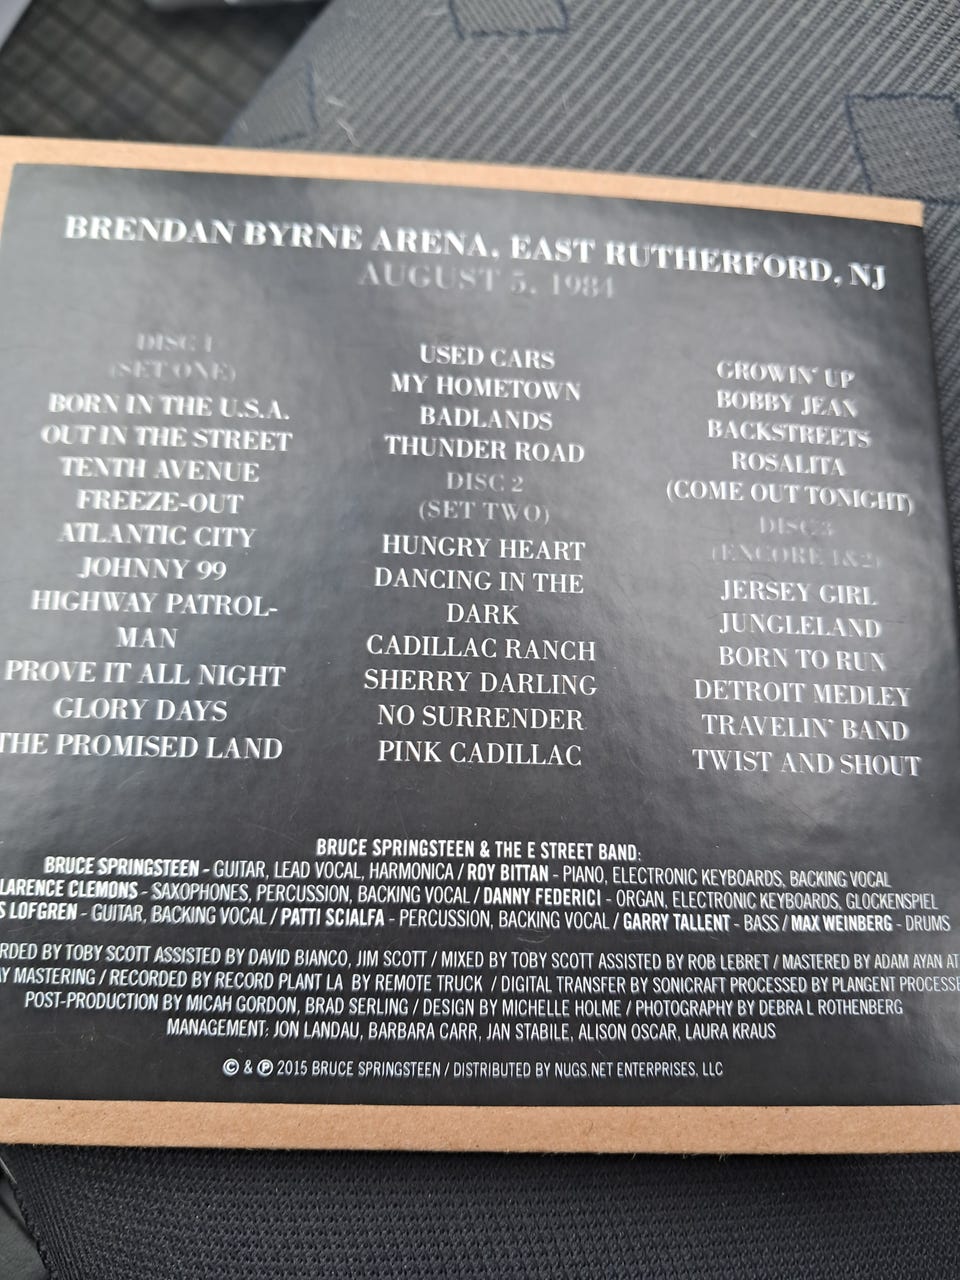 BRENDAN BYRNE ARENA, EAST RUTHERFORD, NJ
AUGUST 5, 1984
DISC 1
(SET ONE)
BORN IN THE U.S.A.
OUT IN THE STREET
TENTH AVENUE
FREEZE-OUT
ATLANTIC CITY
JOHNNY 99
HIGHWAY PATROL-
MAN
PROVE IT ALL NIGHT
GLORY DAYS
THE PROMISED LAND
USED CARS
MY HOMETOWN
BADLANDS
THUNDER ROAD
DISC 2
(SET TWO)
HUNGRY HEART
DANCING IN THE
DARK
CADILLAC RANCH
SHERRY DARLING
NO SURRENDER
PINK CADILLAC
GROWIN' UP
BOBBY JEAN
BACKSTREETS
ROSALITA
(COME OUT TONIGHT)
DISC 3
(ENCORE 1&2)
JERSEY GIRL
JUNGLELAND
BORN TO RUN
DETROIT MEDLEY
TRAVELIN' BAND
TWIST AND SHOUT
BRUCE SPRINGSTEEN & THE E STREET BAND:
BRUCE SPRINGSTEEN - GUITAR, LEAD VOCAL, HARMONICA / ROY BITTAN - PIANO, ELECTRONIC KEYBOARDS, BACKING VOCAL
LARENCE CLEMONS - SAXOPHONES, PERCUSSION, BACKING VOCAL / DANNY FEDERICI - ORGAN, ELECTRONIC KEYBOARDS, GLOCKENSPIEL
S LOFGREN - GUITAR, BACKING VOCAL / PATTI SCIALFA - PERCUSSION, BACKING VOCAL / GARRY TALLENT - BASS / MAX WEINBERG - DRUMS
RDED BY TOBY SCOTT ASSISTED BY DAVID BIANCO, JIM SCOTT / MIXED BY TOBY SCOTT ASSISTED BY ROB LEBRET / MASTERED BY ADAM AYAN AT
AY MASTERING / RECORDED BY RECORD PLANT LA BY REMOTE TRUCK / DIGITAL TRANSFER BY SONICRAFT PROCESSED BY PLANGENT PROCESSE
POST-PRODUCTION BY MICAH GORDON, BRAD SERLING / DESIGN BY MICHELLE HOLME / PHOTOGRAPHY BY DEBRA L ROTHENBERG
MANAGEMENT: JON LANDAU, BARBARA CARR, JAN STABILE, ALISON OSCAR, LAURA KRAUS
© & ℗ 2015 BRUCE SPRINGSTEEN / DISTRIBUTED BY NUGS.NET ENTERPRISES, LLC